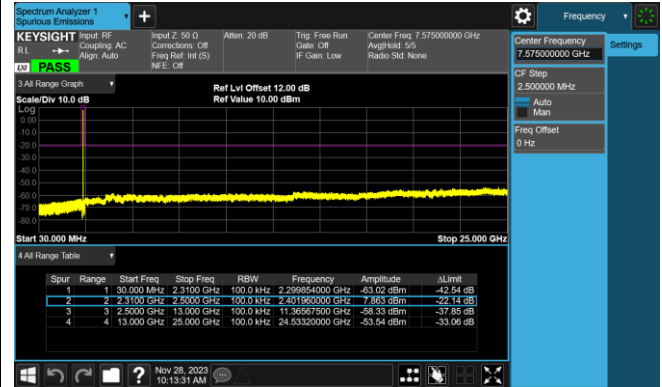 Spectrum Analyzer 1
Spurious Emissions
Frequency
KEYSIGHT
RL
LXI
PASS
Input: RF
Coupling: AC
Align: Auto
Input Z: 50 Ω
Corrections: Off
Freq Ref: Int (S)
NFE: Off
Atten: 20 dB
Trig: Free Run
Gate: Off
IF Gain: Low
Center Freq: 7.575000000 GHz
Avg|Hold: 5/5
Radio Std: None
Center Frequency
7.575000000 GHz
Settings
CF Step
2.500000 MHz
Auto
Man
Freq Offset
0 Hz
3 All Range Graph
Scale/Div 10.0 dB
Ref Lvl Offset 12.00 dB
Ref Value 10.00 dBm
Log
0.00
-10.0
-20.0
-30.0
-40.0
-50.0
-60.0
-70.0
-80.0
Start 30.000 MHz
Stop 25.000 GHz
4 All Range Table
Spur Range Start Freq Stop Freq RBW Frequency Amplitude ΔLimit
1 1 30.000 MHz 2.3100 GHz 100.0 kHz 2.299854000 GHz -63.02 dBm -42.54 dB
2 2 2.3100 GHz 2.5000 GHz 100.0 kHz 2.401960000 GHz 7.863 dBm -22.14 dB
3 3 2.5000 GHz 13.000 GHz 100.0 kHz 11.36567500 GHz -58.33 dBm -37.85 dB
4 4 13.000 GHz 25.000 GHz 100.0 kHz 24.53320000 GHz -53.54 dBm -33.06 dB
?
Nov 28, 2023
10:13:31 AM